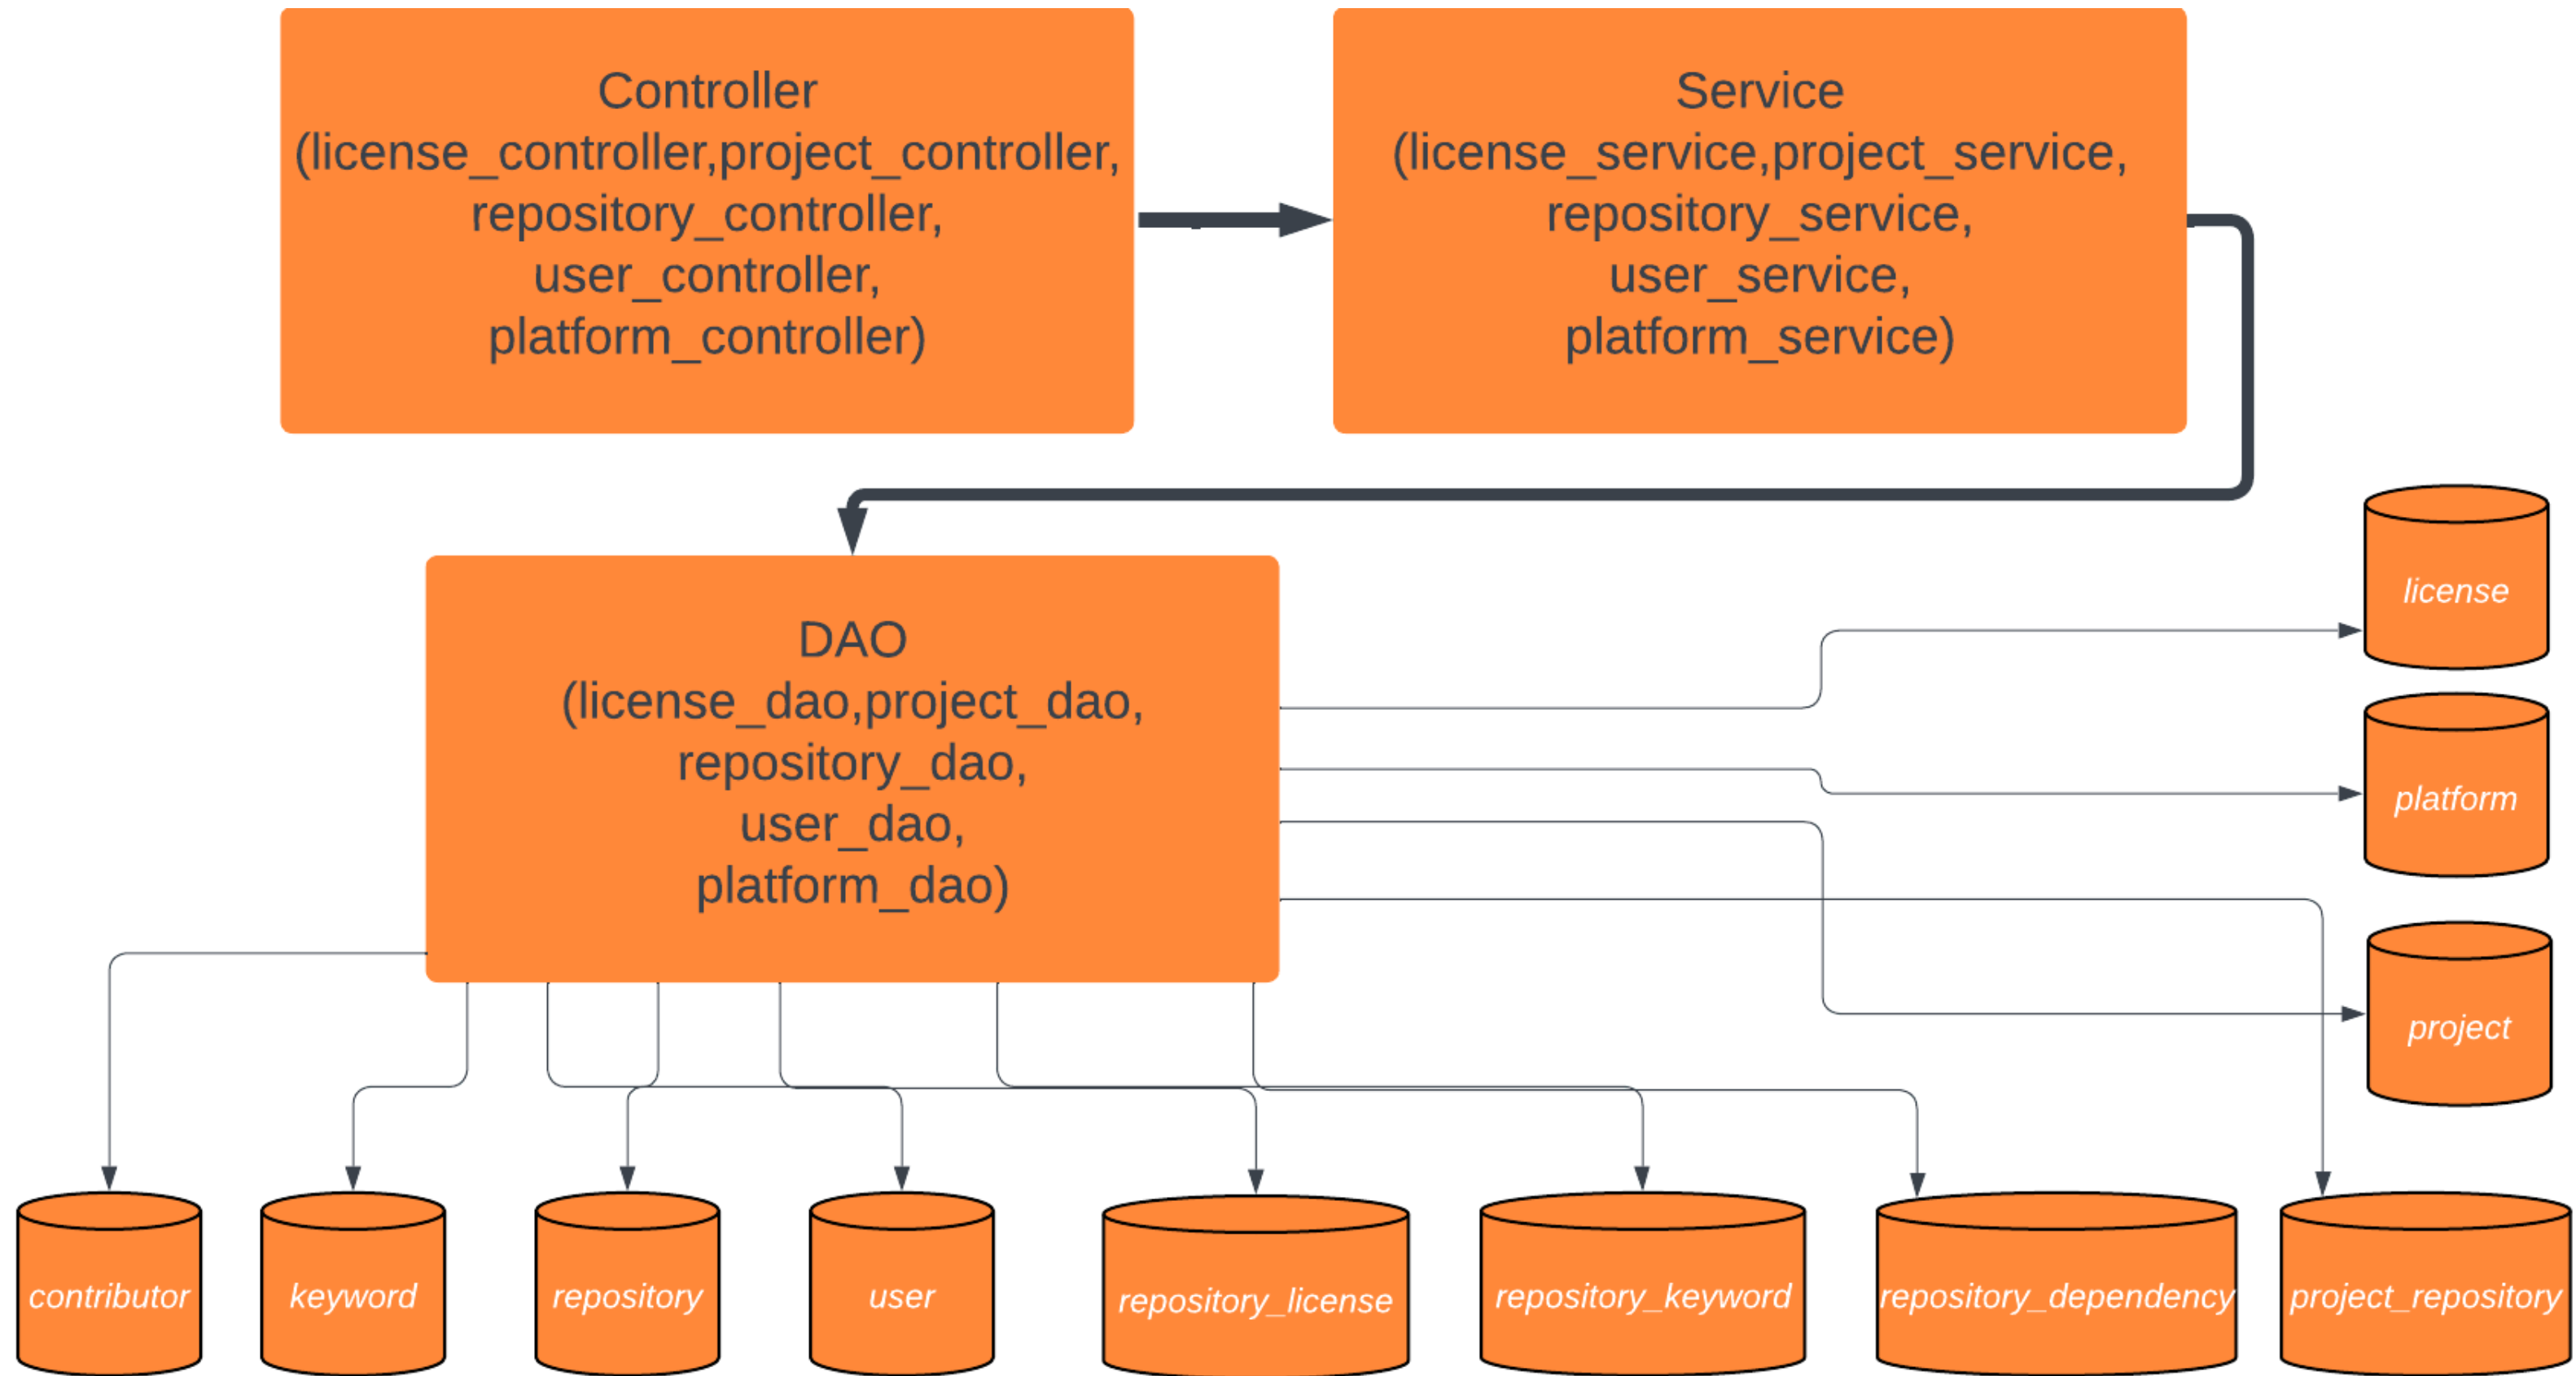 Controller
(license_controller,project_controller,
repository_controller,
user_controller,
platform_controller)
Service
(license_service,project_service,
repository_service,
user_service,
platform_service)
DAO
(license_dao,project_dao,
repository_dao,
user_dao,
platform_dao)
license
platform
project
contributor
keyword
repository
user
repository_license
repository_keyword
repository_dependency
project_repository